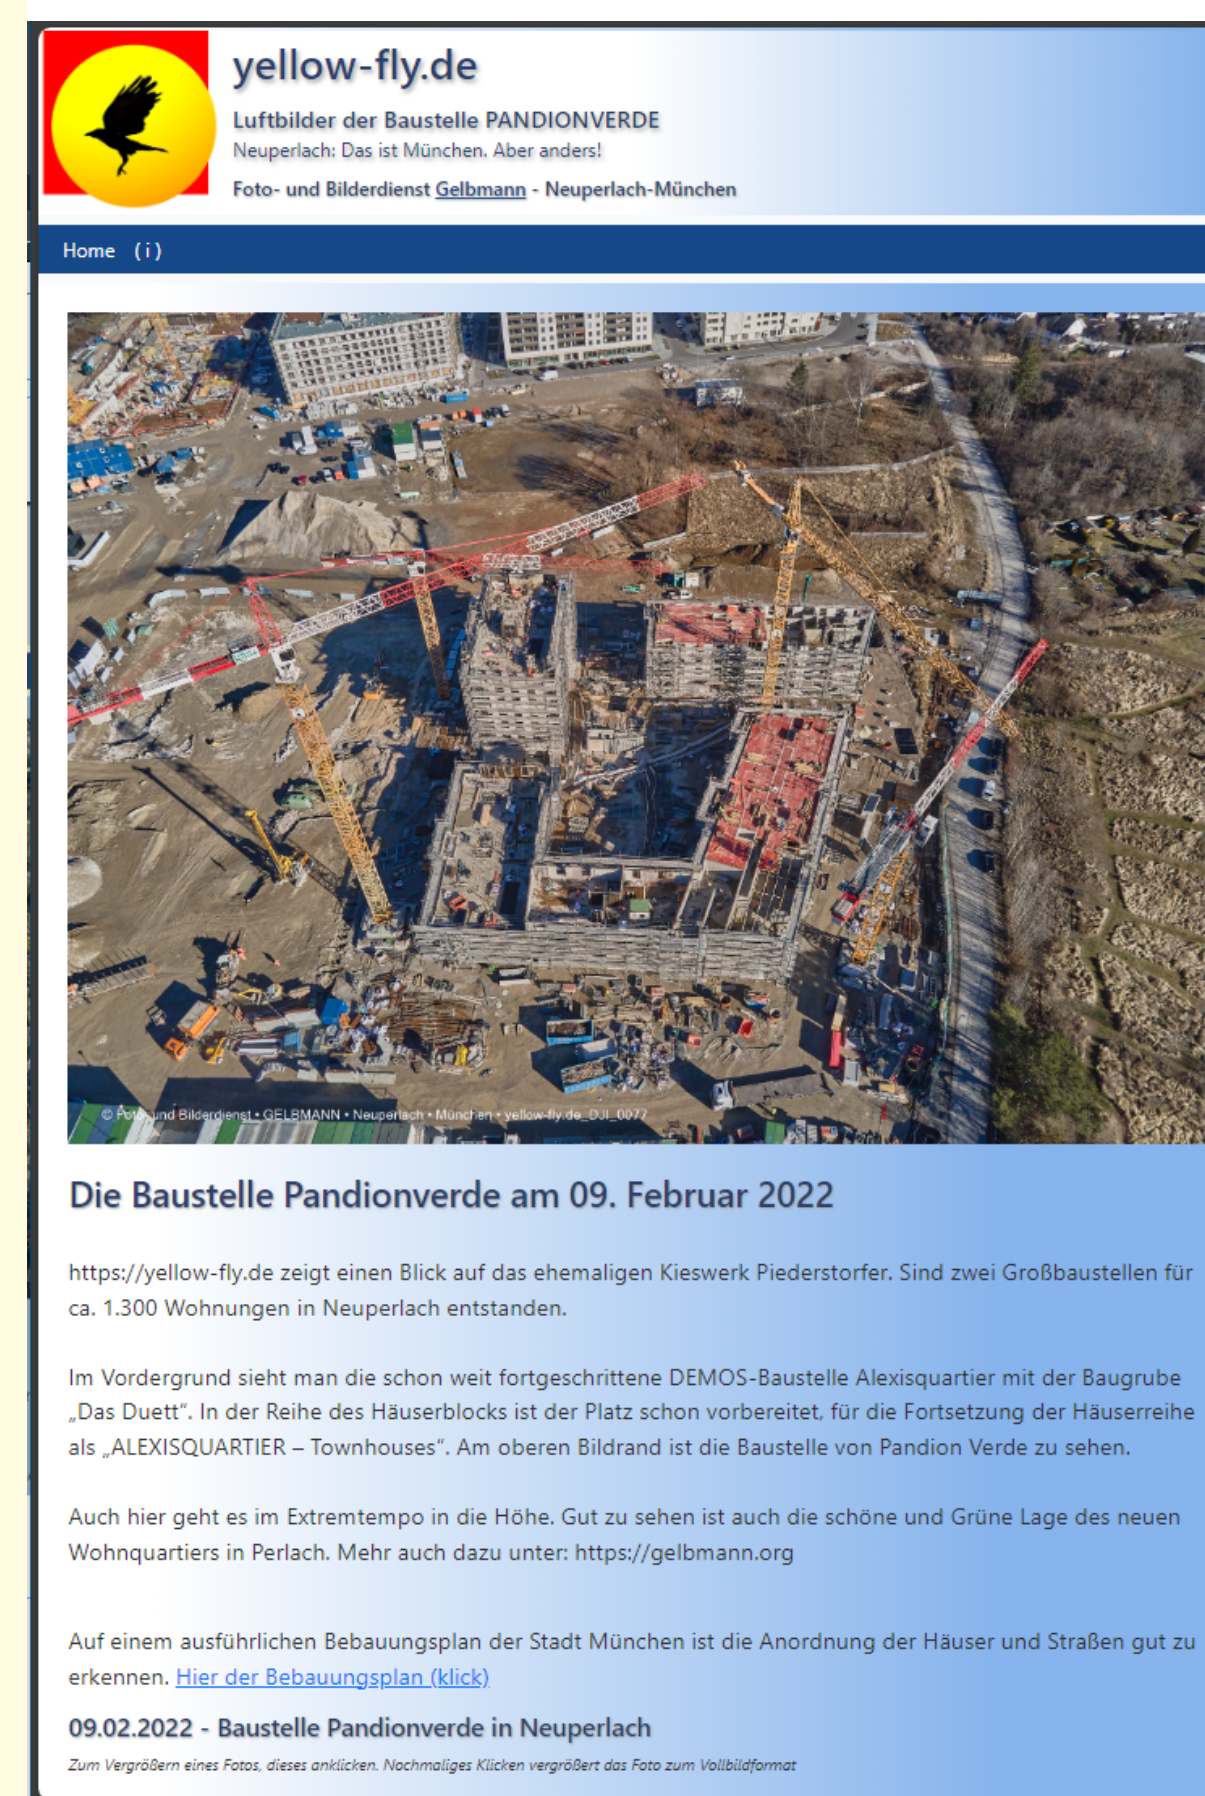 yellow-fly.de
Luftbilder der Baustelle PANDIONVERDE
Neuperlach: Das ist München. Aber anders!
Foto- und Bilderdienst Gelbmann - Neuperlach-München
Home (i)
© Foto- und Bilderdienst • GELBMANN • Neuperlach • München • yellow-fly.de_DJI_0077
Die Baustelle Pandionverde am 09. Februar 2022
https://yellow-fly.de zeigt einen Blick auf das ehemaligen Kieswerk Piederstorfer. Sind zwei Großbaustellen für
ca. 1.300 Wohnungen in Neuperlach entstanden.
Im Vordergrund sieht man die schon weit fortgeschrittene DEMOS-Baustelle Alexisquartier mit der Baugrube
„Das Duett“. In der Reihe des Häuserblocks ist der Platz schon vorbereitet, für die Fortsetzung der Häuserreihe
als „ALEXISQUARTIER – Townhouses“. Am oberen Bildrand ist die Baustelle von Pandion Verde zu sehen.
Auch hier geht es im Extremtempo in die Höhe. Gut zu sehen ist auch die schöne und Grüne Lage des neuen
Wohnquartiers in Perlach. Mehr auch dazu unter: https://gelbmann.org
Auf einem ausführlichen Bebauungsplan der Stadt München ist die Anordnung der Häuser und Straßen gut zu
erkennen. Hier der Bebauungsplan (klick)
09.02.2022 - Baustelle Pandionverde in Neuperlach
Zum Vergrößern eines Fotos, dieses anklicken. Nochmaliges Klicken vergrößert das Foto zum Vollbildformat